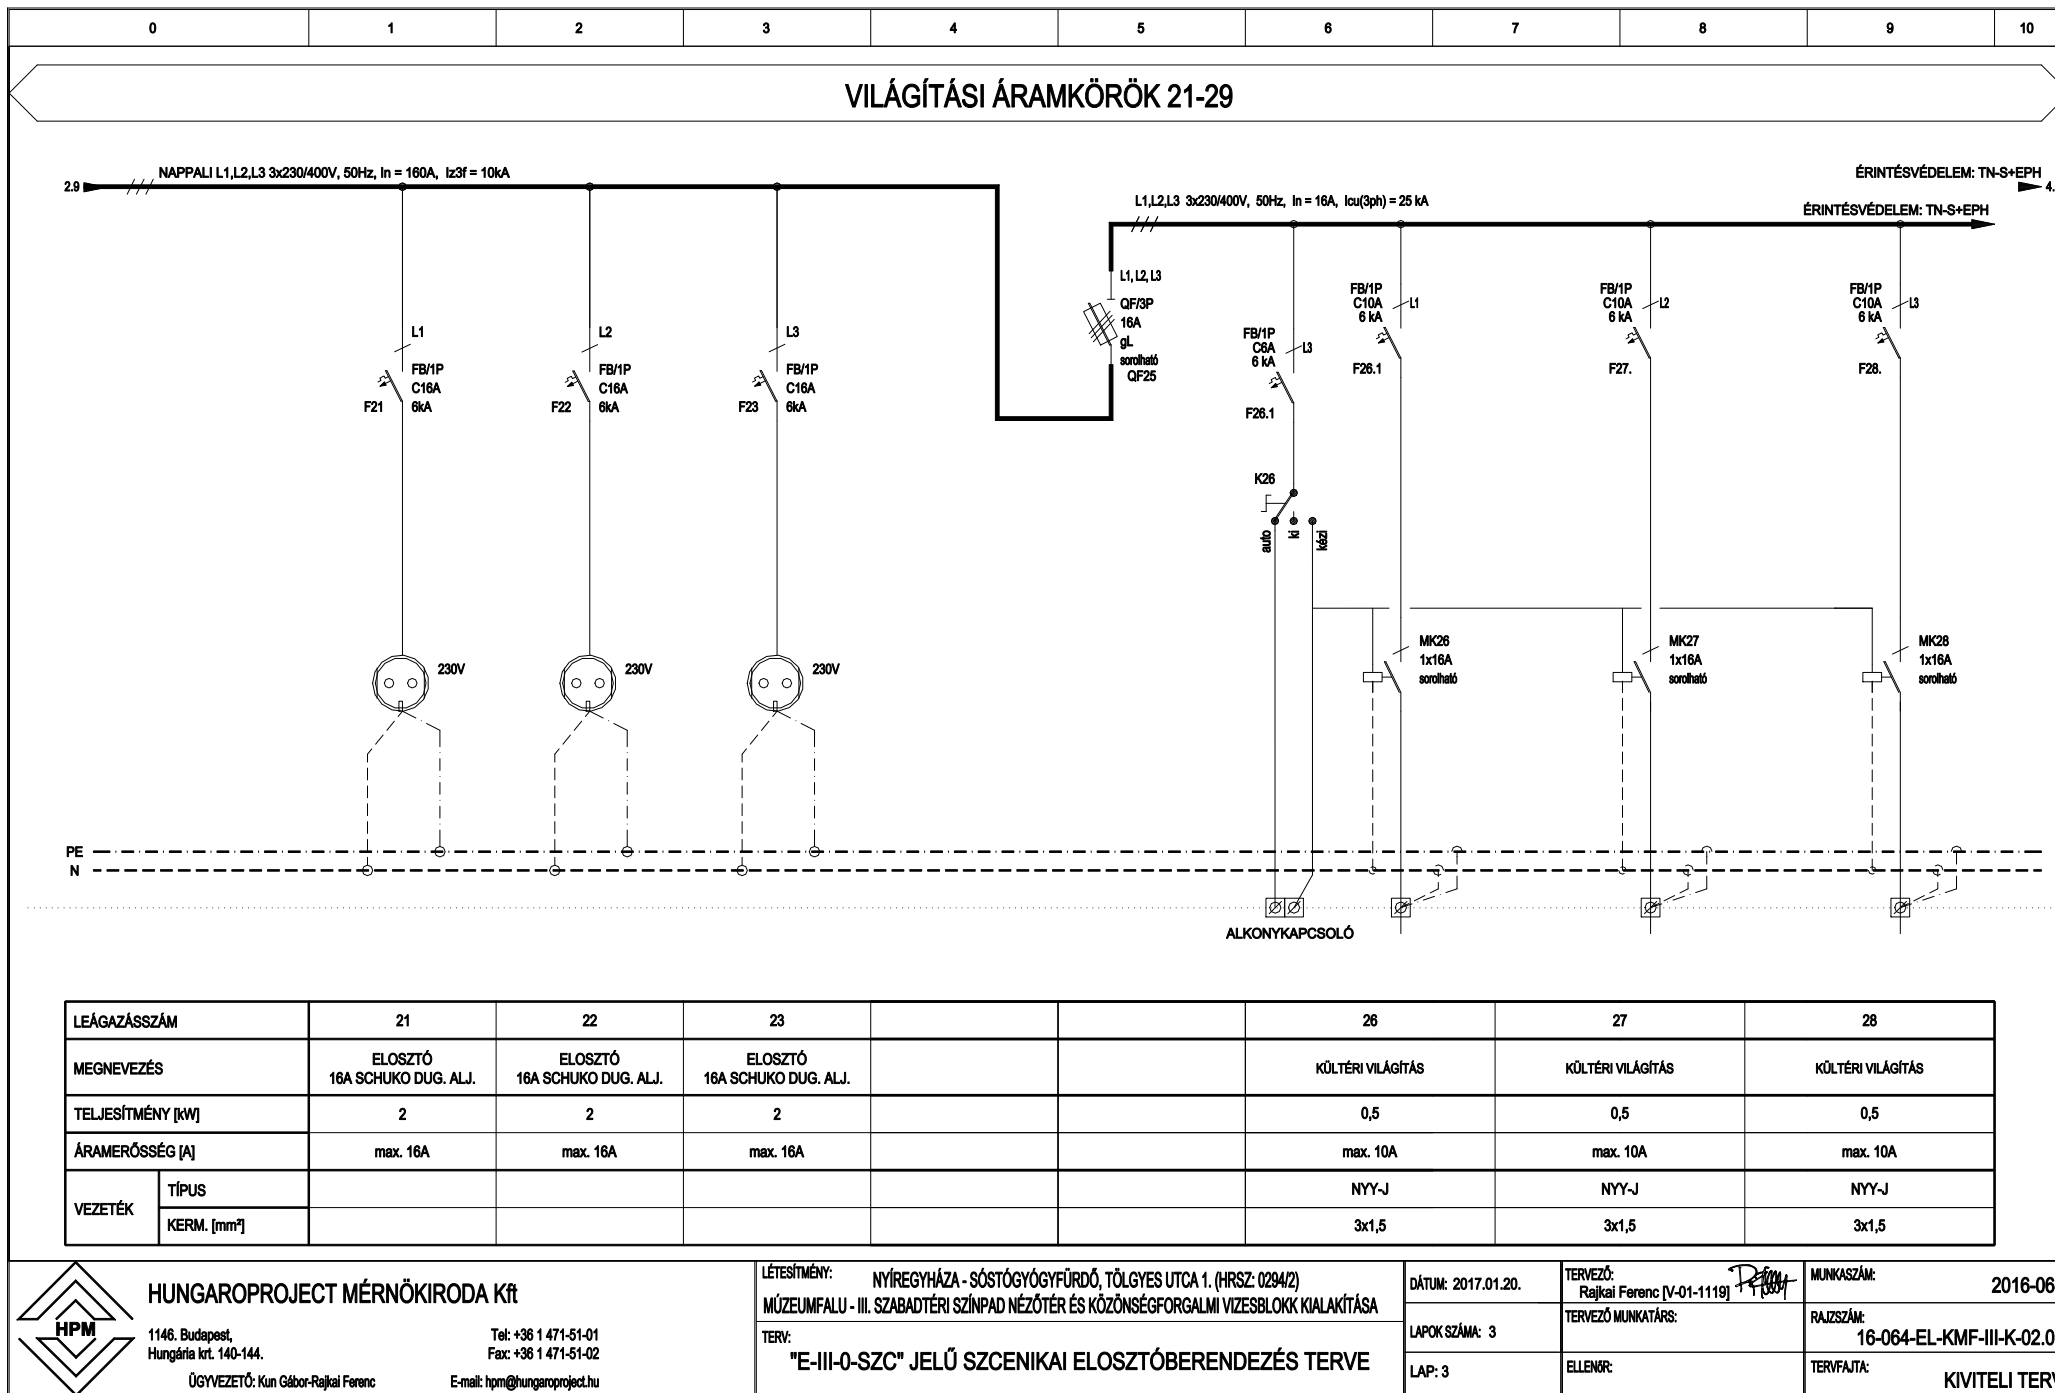 0 1 2 3 4 5 6 7 8 9 10
VILÁGÍTÁSI ÁRAMKÖRÖK 21-29
2.9
NAPPALI L1,L2,L3 3x230/400V, 50Hz, In = 160A, Iz3f = 10kA
ÉRINTÉSVÉDELEM: TN-S+EPH
4.
L1,L2,L3 3x230/400V, 50Hz, In = 16A, Icu(3ph) = 25 kA
ÉRINTÉSVÉDELEM: TN-S+EPH
L1
FB/1P
C16A
6kA
F21
L2
FB/1P
C16A
6kA
F22
L3
FB/1P
C16A
6kA
F23
L1, L2, L3
QF/3P
16A
gL
sorolható
QF25
FB/1P
C6A
6 kA
L3
F26.1
FB/1P
C10A
6 kA
L1
F26.1
FB/1P
C10A
6 kA
L2
F27.
FB/1P
C10A
6 kA
L3
F28.
K26
auto
ki
kézi
230V
230V
230V
MK26
1x16A
sorolható
MK27
1x16A
sorolható
MK28
1x16A
sorolható
PE
N
ALKONYKAPCSOLÓ
LEÁGAZÁSSZÁM 21 22 23 26 27 28
MEGNEVEZÉS
ELOSZTÓ
16A SCHUKO DUG. ALJ.
ELOSZTÓ
16A SCHUKO DUG. ALJ.
ELOSZTÓ
16A SCHUKO DUG. ALJ.
KÜLTÉRI VILÁGÍTÁS
KÜLTÉRI VILÁGÍTÁS
KÜLTÉRI VILÁGÍTÁS
TELJESÍTMÉNY [kW] 2 2 2 0,5 0,5 0,5
ÁRAMERŐSSÉG [A] max. 16A max. 16A max. 16A max. 10A max. 10A max. 10A
VEZETÉK
TÍPUS NYY-J NYY-J NYY-J
KERM. [mm²] 3x1,5 3x1,5 3x1,5
HPM
HUNGAROPROJECT MÉRNÖKIRODA Kft
1146. Budapest,
Hungária krt. 140-144.
Tel: +36 1 471-51-01
Fax: +36 1 471-51-02
ÜGYVEZETŐ: Kun Gábor-Rajkai Ferenc
E-mail: hpm@hungaroproject.hu
LÉTESÍTMÉNY:
NYÍREGYHÁZA - SÓSTÓGYÓGYFÜRDŐ, TÖLGYES UTCA 1. (HRSZ: 0294/2)
MÚZEUMFALU - III. SZABADTÉRI SZÍNPAD NÉZŐTÉR ÉS KÖZÖNSÉGFORGALMI VIZESBLOKK KIALAKÍTÁSA
TERV:
"E-III-0-SZC" JELŰ SZCENIKAI ELOSZTÓBERENDEZÉS TERVE
DÁTUM: 2017.01.20.
LAPOK SZÁMA: 3
LAP: 3
TERVEZŐ:
Rajkai Ferenc [V-01-1119]
TERVEZŐ MUNKATÁRS:
ELLENőR:
MUNKASZÁM:
2016-06
RAJZSZÁM:
16-064-EL-KMF-III-K-02.0
TERVFAJTA:
KIVITELI TERV